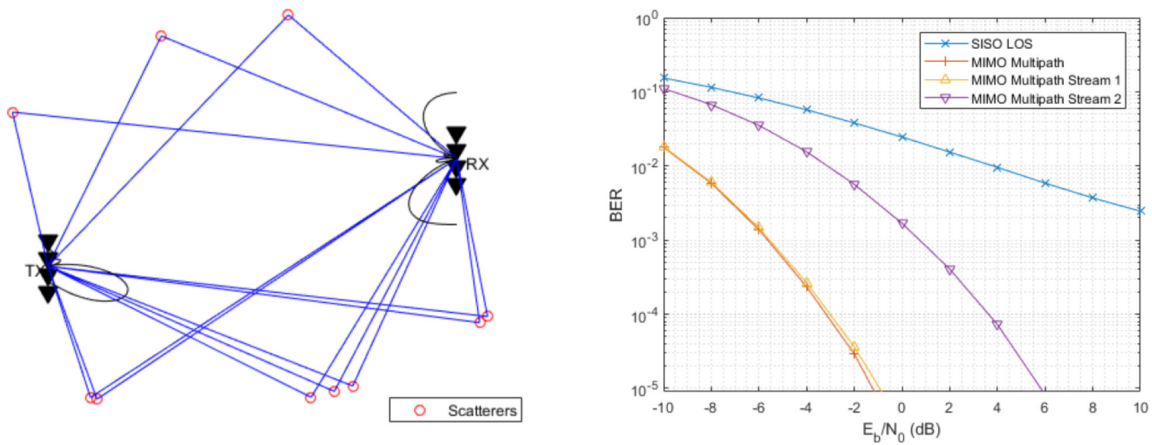 TX
RX
Scatterers
SISO LOS
MIMO Multipath
MIMO Multipath Stream 1
MIMO Multipath Stream 2
BER
10^0
10^-1
10^-2
10^-3
10^-4
10^-5
-10 -8 -6 -4 -2 0 2 4 6 8 10
E_b/N_0 (dB)